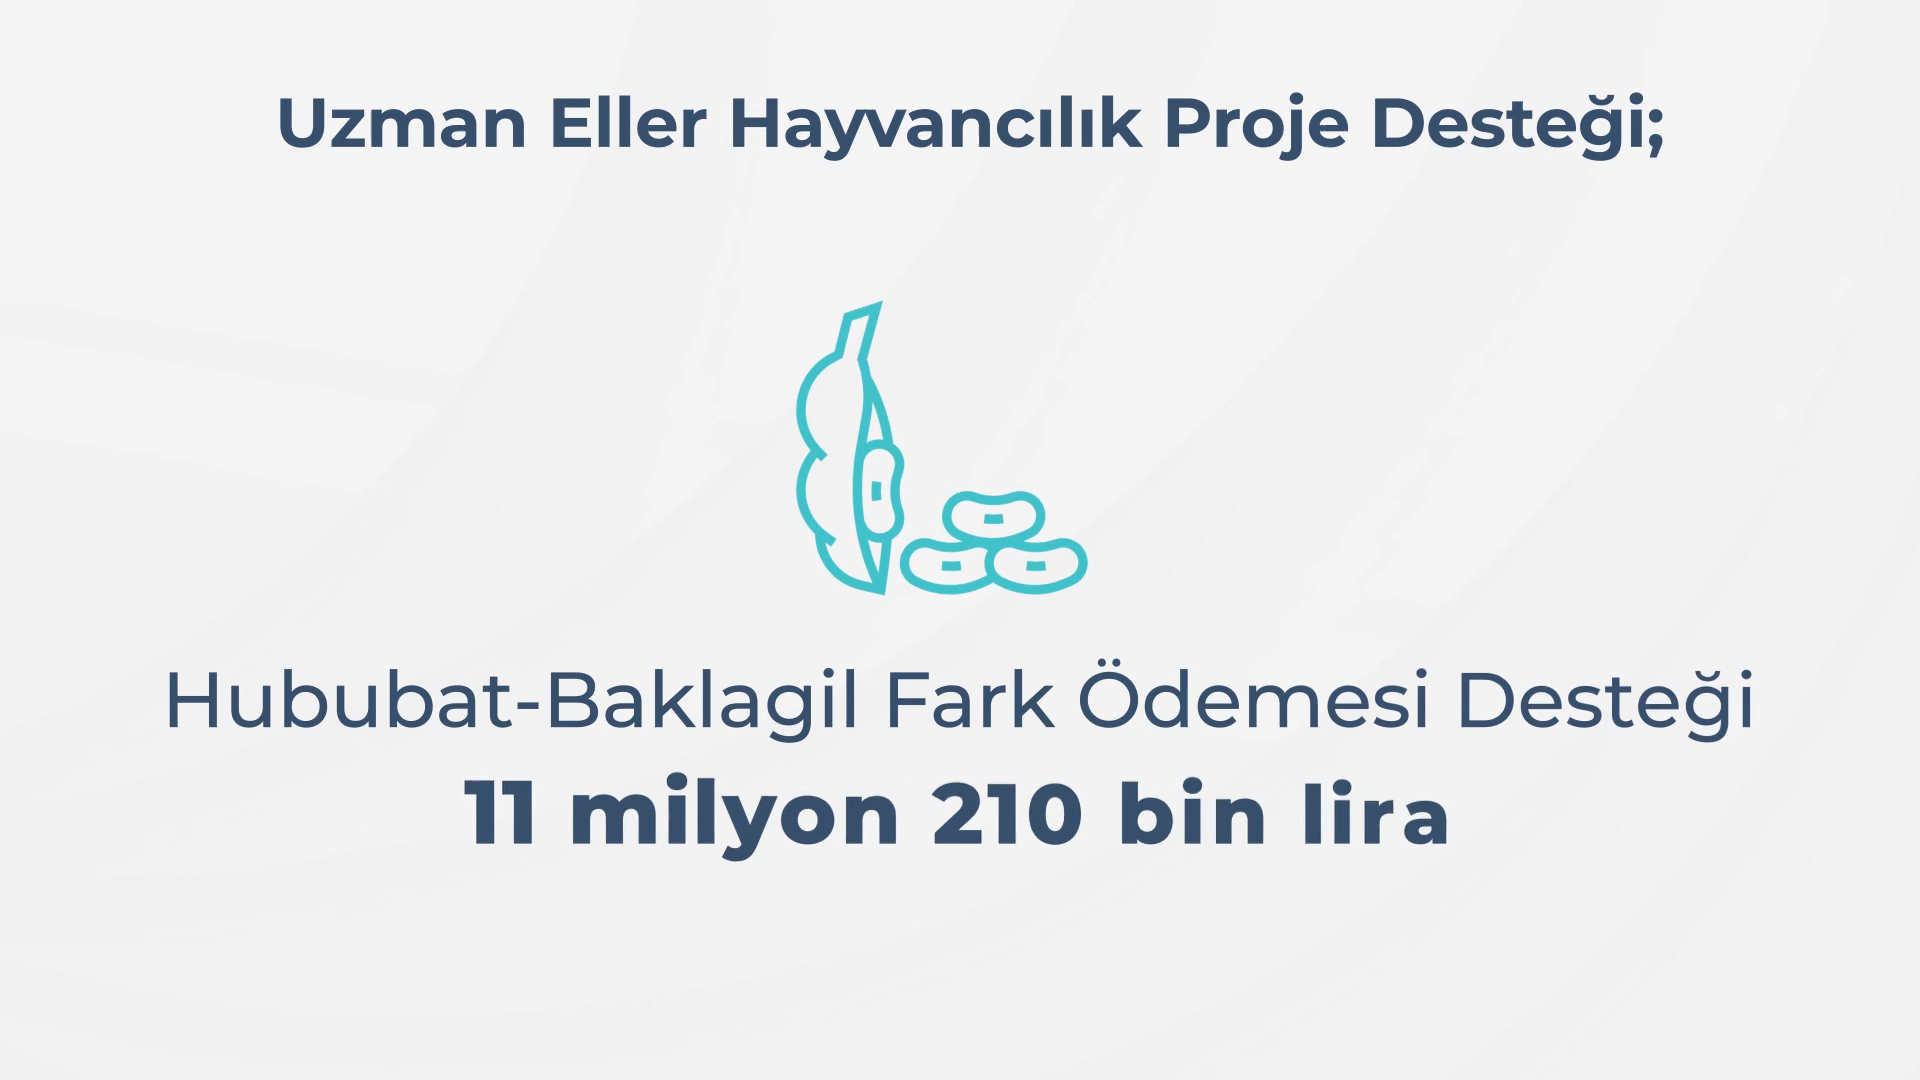 Uzman Eller Hayvancılık Proje Desteği;
Hububat-Baklagil Fark Ödemesi Desteği
11 milyon 210 bin lira